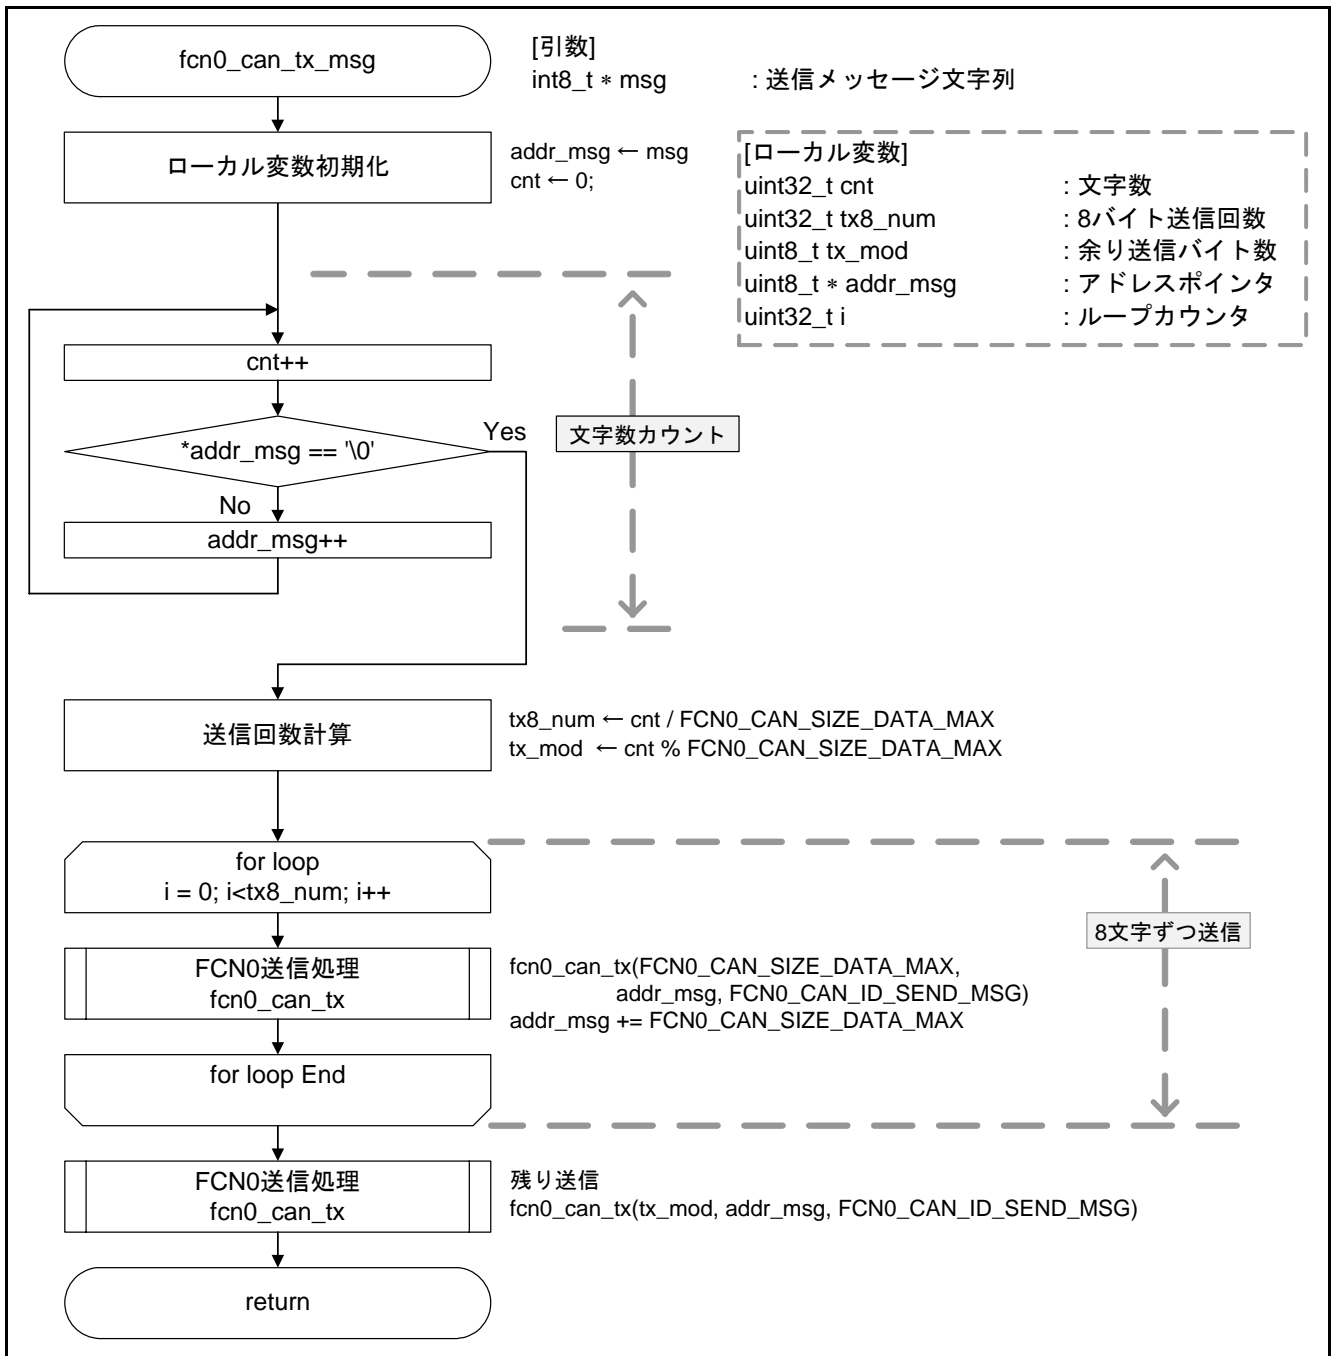 fcn0_can_tx_msg
[引数]
int8_t * msg : 送信メッセージ文字列
ローカル変数初期化
addr_msg ← msg
cnt ← 0;
[ローカル変数]
uint32_t cnt : 文字数
uint32_t tx8_num : 8バイト送信回数
uint8_t tx_mod : 余り送信バイト数
uint8_t * addr_msg : アドレスポインタ
uint32_t i : ループカウンタ
cnt++
*addr_msg == '\0'
Yes
文字数カウント
No
addr_msg++
送信回数計算
tx8_num ← cnt / FCN0_CAN_SIZE_DATA_MAX
tx_mod ← cnt % FCN0_CAN_SIZE_DATA_MAX
for loop
i = 0; i<tx8_num; i++
8文字ずつ送信
FCN0送信処理
fcn0_can_tx
fcn0_can_tx(FCN0_CAN_SIZE_DATA_MAX,
addr_msg, FCN0_CAN_ID_SEND_MSG)
addr_msg += FCN0_CAN_SIZE_DATA_MAX
for loop End
FCN0送信処理
fcn0_can_tx
残り送信
fcn0_can_tx(tx_mod, addr_msg, FCN0_CAN_ID_SEND_MSG)
return